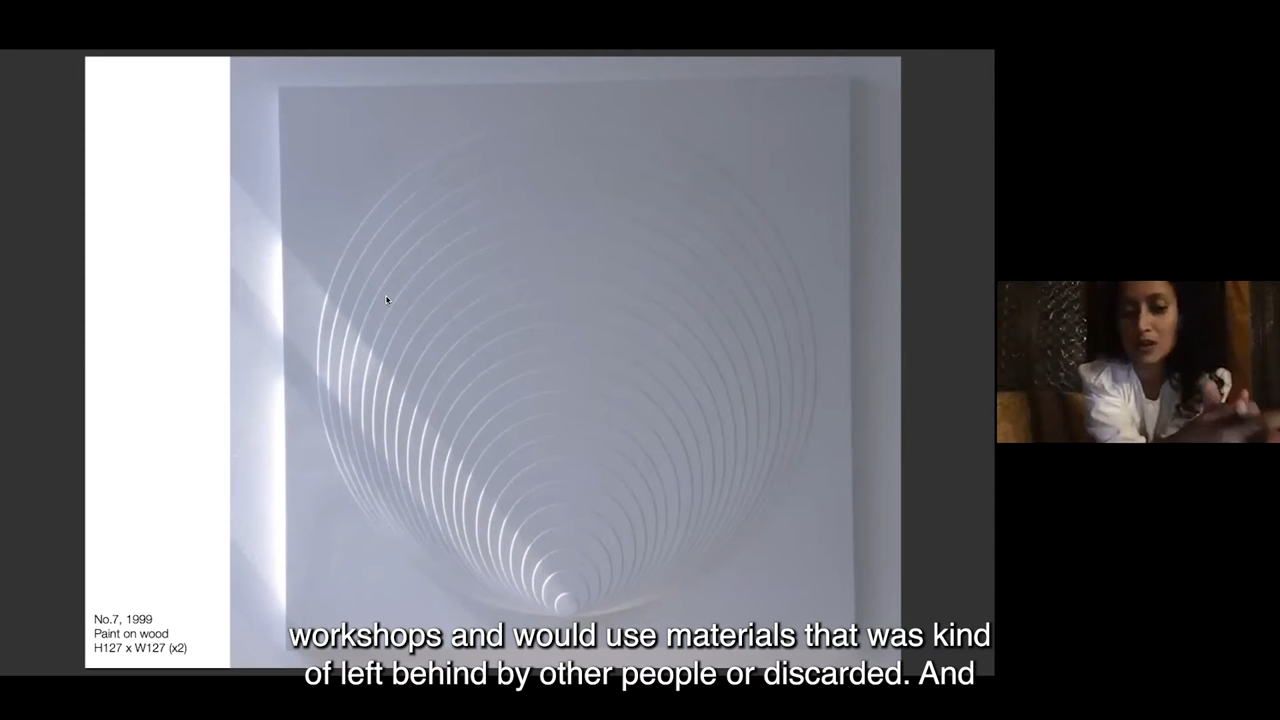 No.7, 1999
Paint on wood
H127 x W127 (x2)
workshops and would use materials that was kind
of left behind by other people or discarded. And